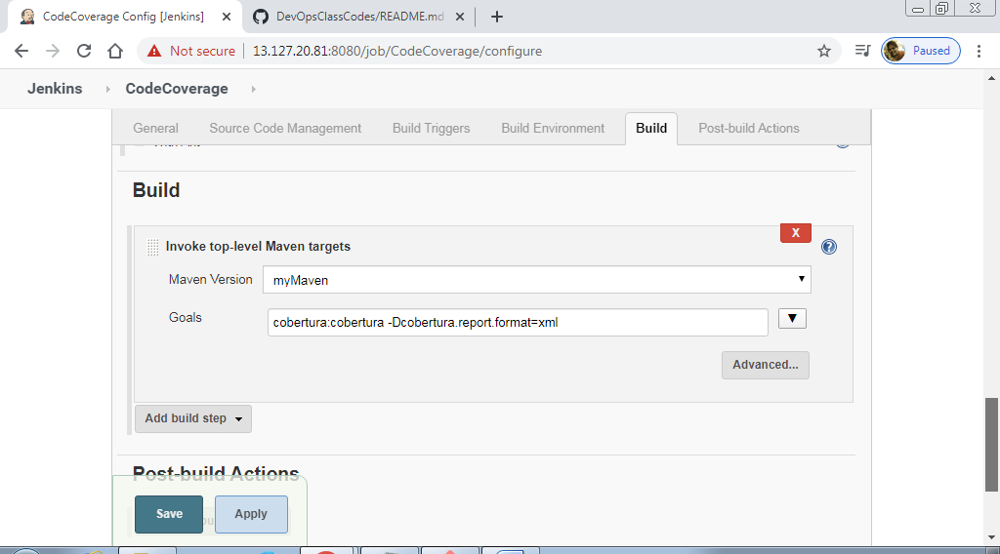 CodeCoverage Config [Jenkins]
DevOpsClassCodes/README.md
Not secure 13.127.20.81:8080/job/CodeCoverage/configure
Paused
Jenkins CodeCoverage
General Source Code Management Build Triggers Build Environment Build Post-build Actions
Build
X
Invoke top-level Maven targets
Maven Version myMaven
Goals cobertura:cobertura -Dcobertura.report.format=xml
Advanced...
Add build step
Post-build Actions
Save Apply